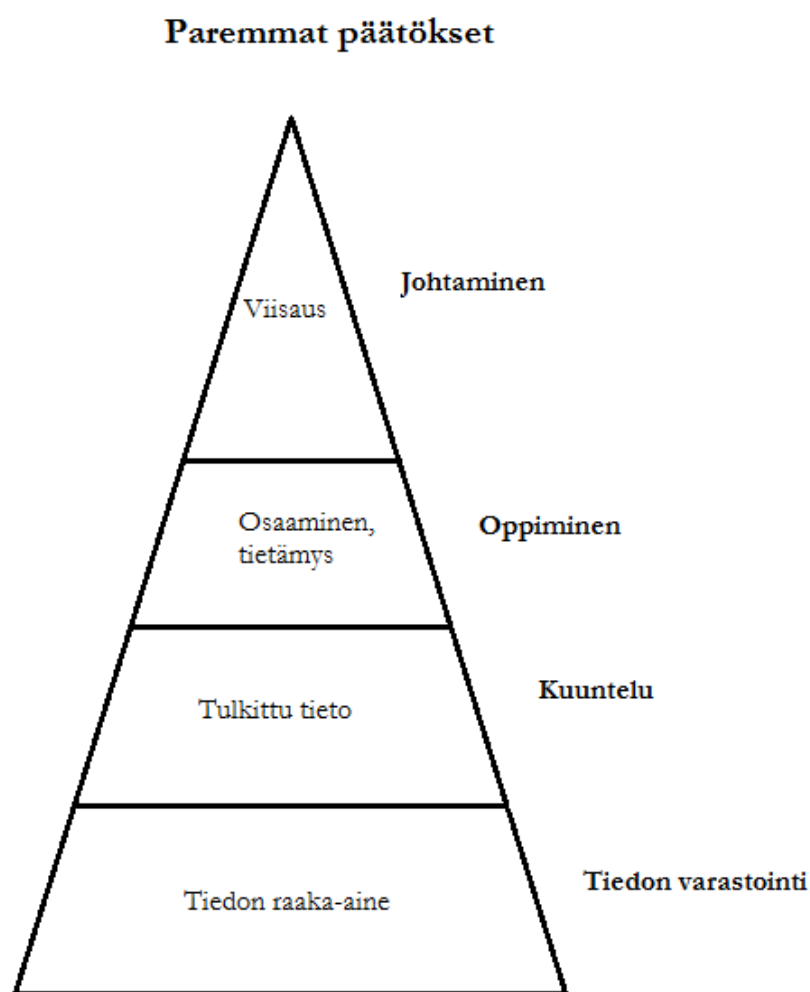 Paremmat päätökset
Johtaminen
Viisaus
Osaaminen,
tietämys
Oppiminen
Kuuntelu
Tulkittu tieto
Tiedon varastointi
Tiedon raaka-aine